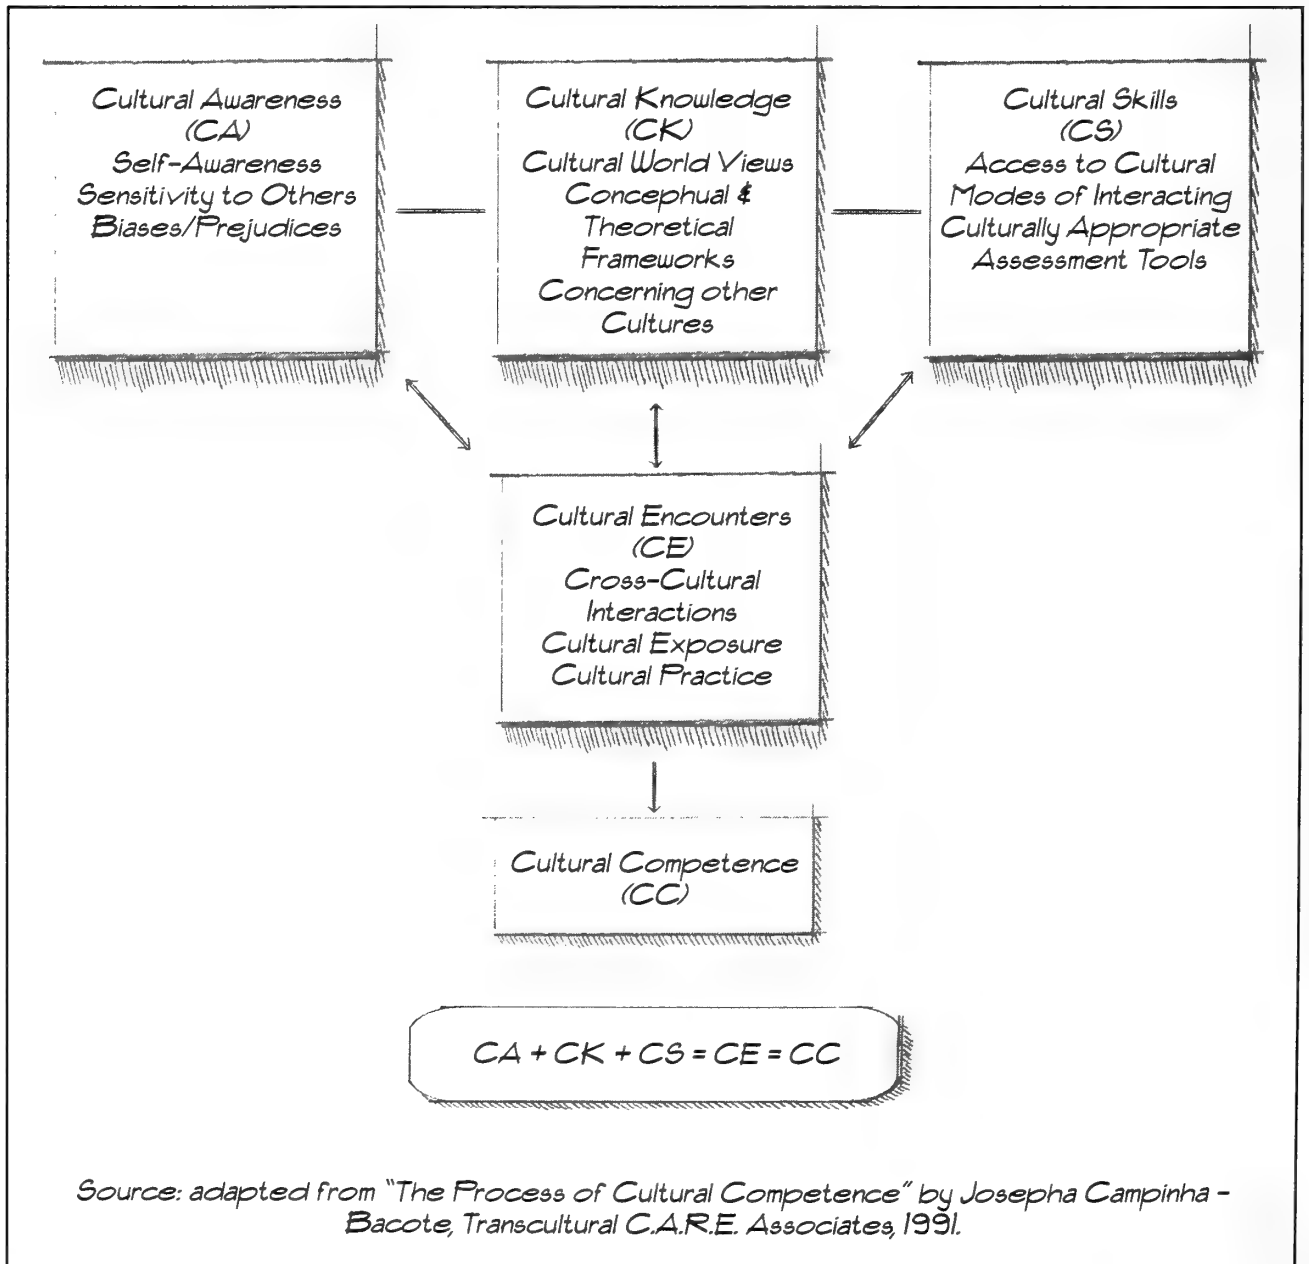 Cultural Awareness
(CA)
Self-Awareness
Sensitivity to Others
Biases/Prejudices
Cultural Knowledge
(CK)
Cultural World Views
Concephual &
Theoretical
Frameworks
Concerning other
Cultures
Cultural Skills
(CS)
Access to Cultural
Modes of Interacting
Culturally Appropriate
Assessment Tools
Cultural Encounters
(CE)
Cross-Cultural
Interactions
Cultural Exposure
Cultural Practice
Cultural Competence
(CC)
CA + CK + CS = CE = CC
Source: adapted from "The Process of Cultural Competence" by Josepha Campinha -
Bacote, Transcultural C.A.R.E. Associates, 1991.